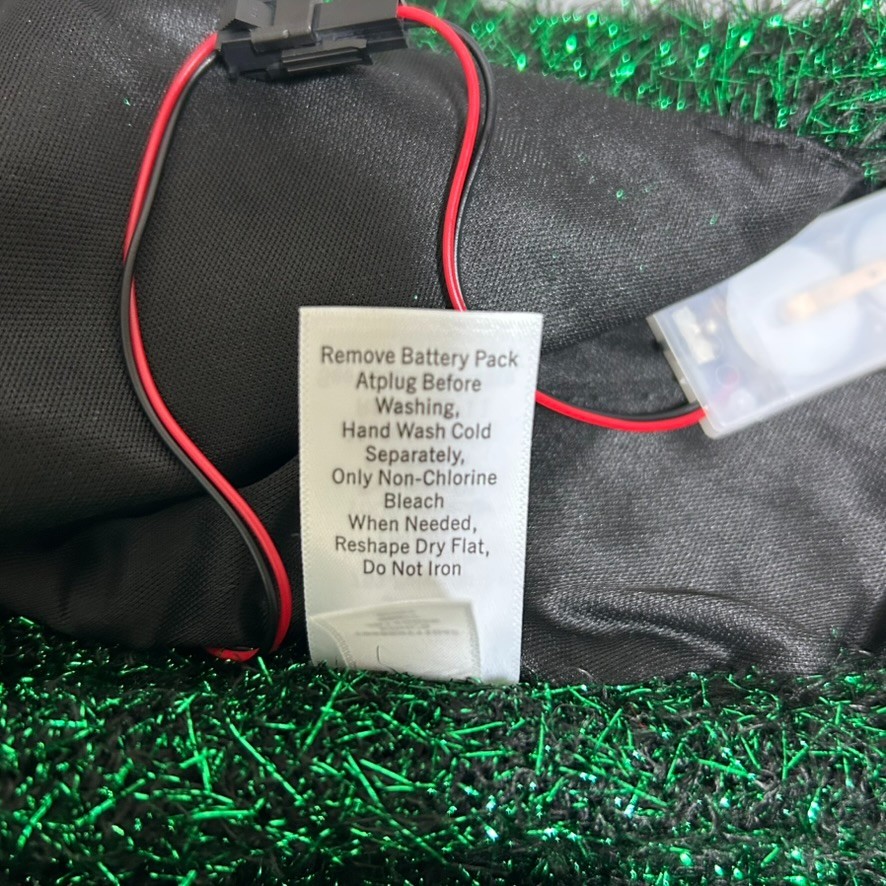 Remove Battery Pack
Atplug Before
Washing,
Hand Wash Cold
Separately,
Only Non-Chlorine
Bleach
When Needed,
Reshape Dry Flat,
Do Not Iron